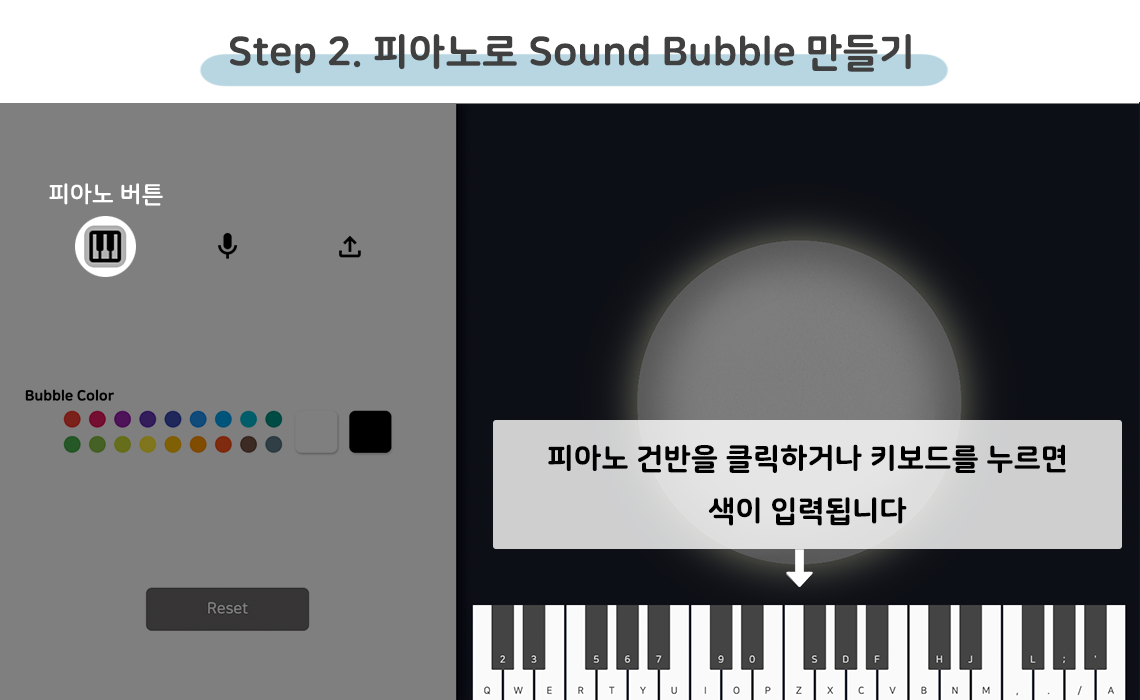 Step 2. 피아노로 Sound Bubble 만들기
피아노 버튼
Bubble Color
피아노 건반을 클릭하거나 키보드를 누르면
색이 입력됩니다
Reset
2 3 5 6 7 9 0 S D F H J L ; '
Q W E R T Y U I O P Z X C V B N M , . / A